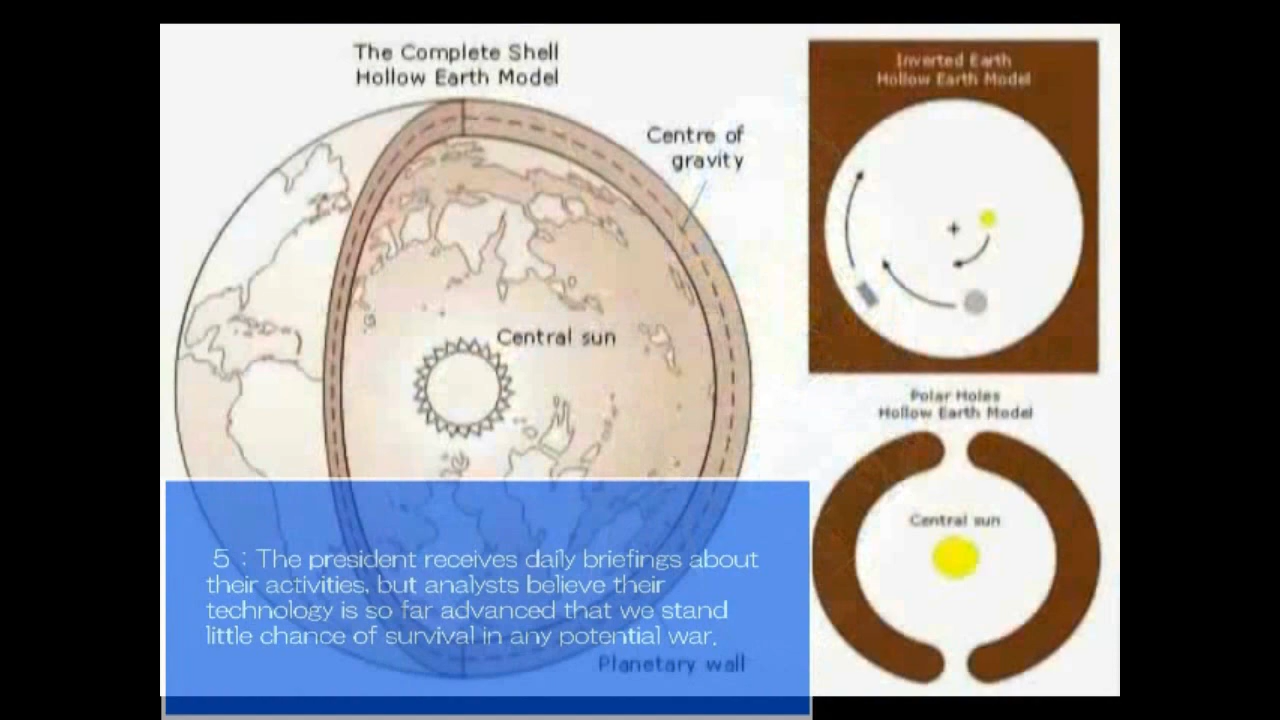 The Complete Shell
Hollow Earth Model
Centre of
gravity
Central sun
Planetary wall
Inverted Earth
Hollow Earth Model
Polar Holes
Hollow Earth Model
Central sun
５：The president receives daily briefings about
their activities, but analysts believe their
technology is so far advanced that we stand
little chance of survival in any potential war.